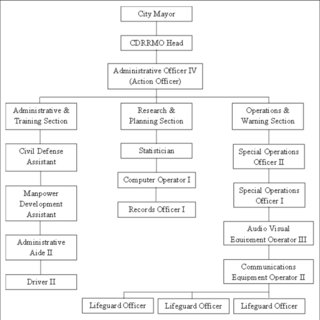 City Mayor
CDRRMO Head
Administrative Officer IV
(Action Officer)
Administrative &
Training Section
Research &
Planning Section
Operations &
Warning Section
Civil Defense
Assistant
Statistician
Special Operations
Officer II
Manpower
Development
Assistant
Computer Operator I
Special Operations
Officer I
Records Officer I
Audio Visual
Equipment Operator III
Administrative
Aide II
Communications
Equipment Operator II
Driver II
Lifeguard Officer
Lifeguard Officer
Lifeguard Officer